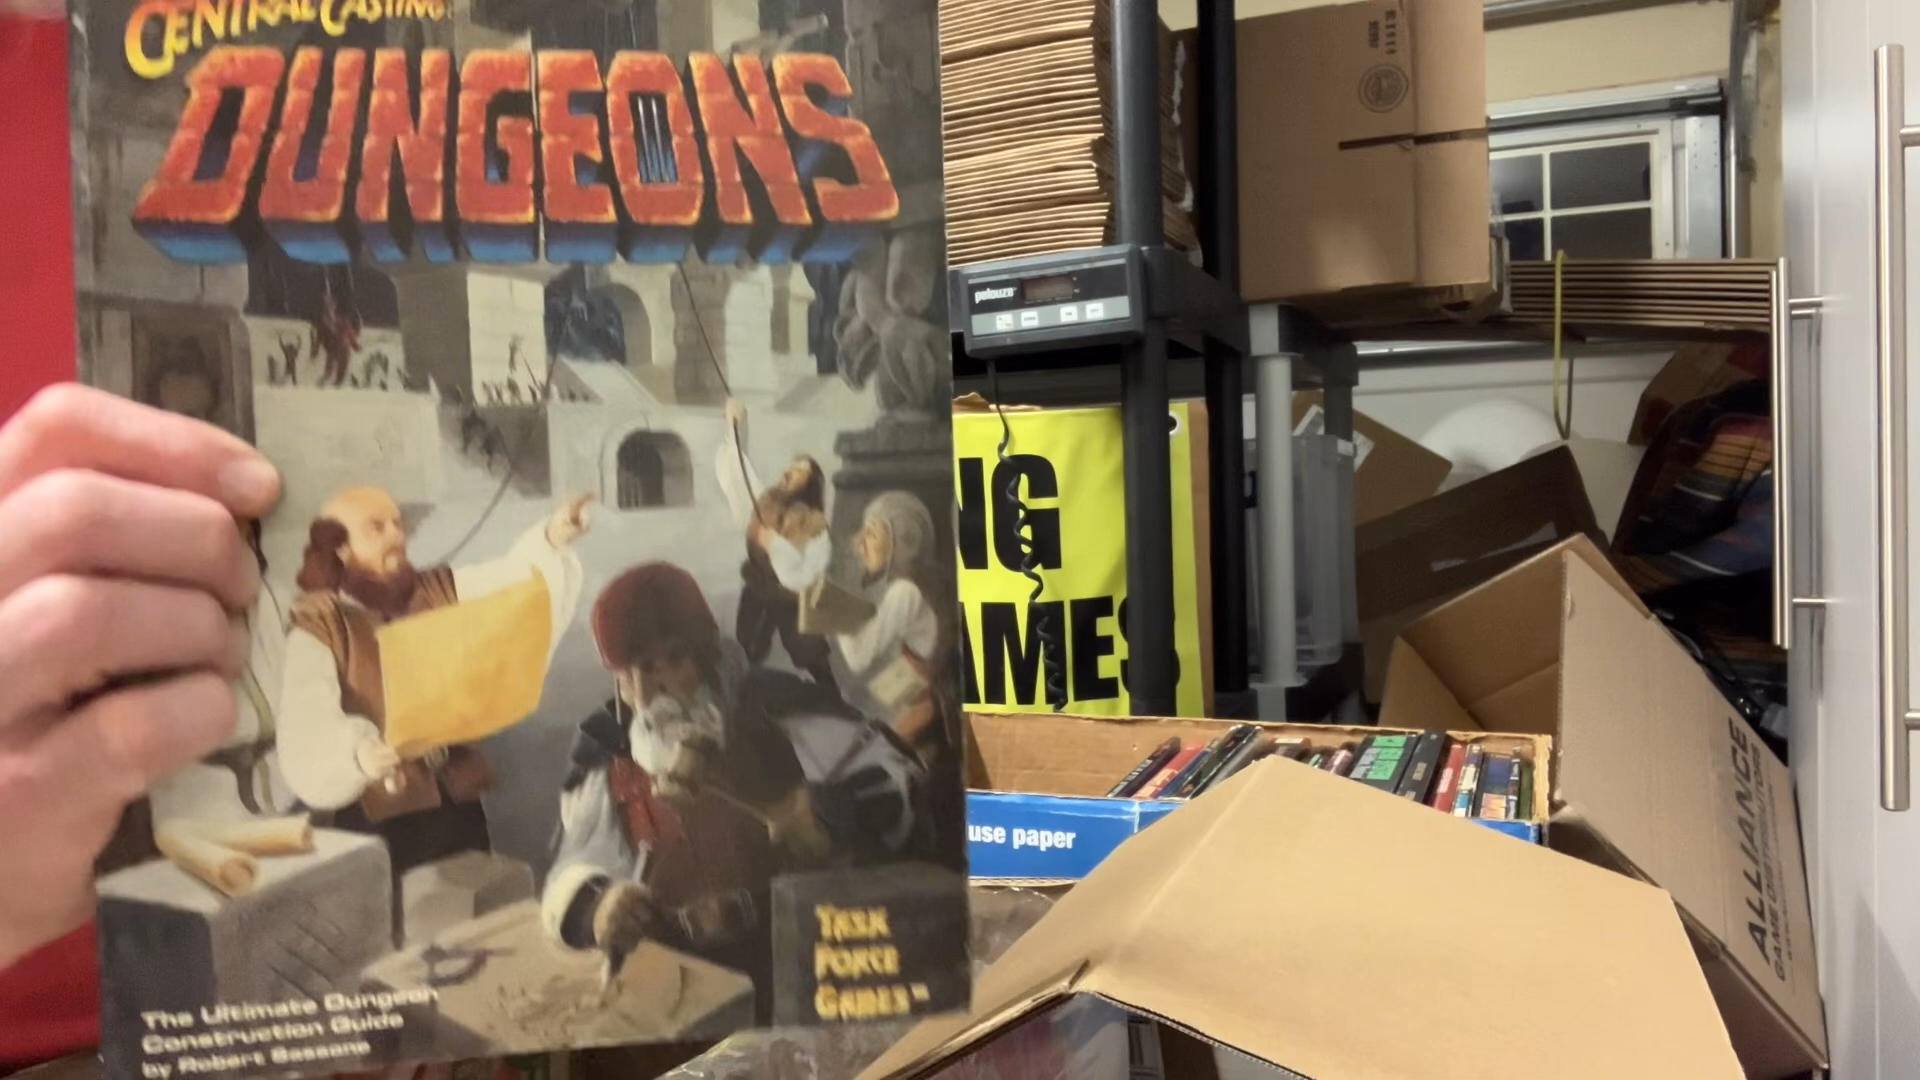 CENTRAL CASTING:
DUNGEONS
TASK
FORCE
GAMES™
The Ultimate Dungeon
Construction Guide
by Robert Sassone
pelouze
NG
AMES
use paper
ALLIANCE
GAME DISTRIBUTORS